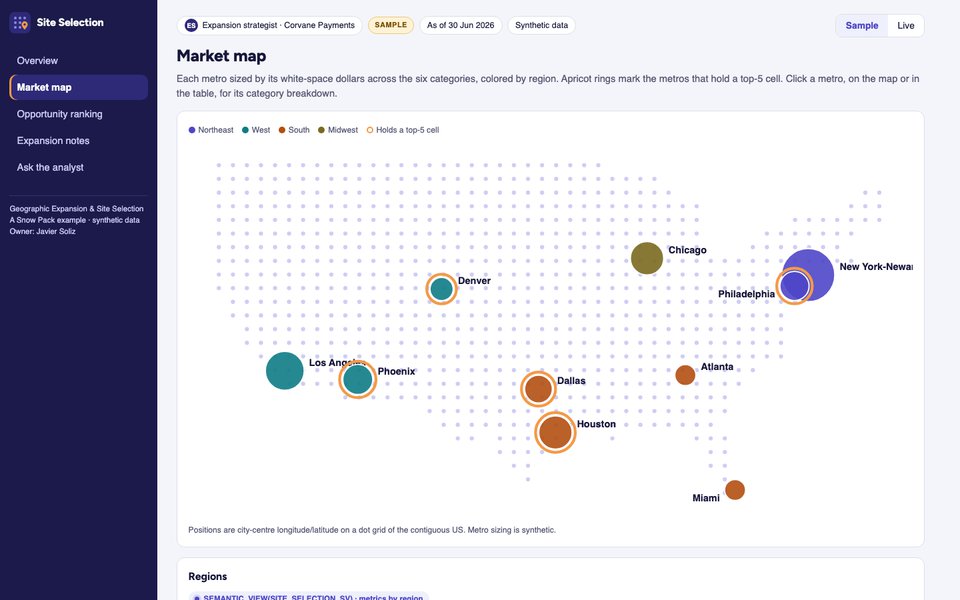 Site Selection
Overview
Market map
Opportunity ranking
Expansion notes
Ask the analyst
Geographic Expansion & Site Selection
A Snow Pack example · synthetic data
Owner: Javier Soliz
ES Expansion strategist · Corvane Payments
SAMPLE
As of 30 Jun 2026
Synthetic data
Sample
Live
Market map
Each metro sized by its white-space dollars across the six categories, colored by region. Apricot rings mark the metros that hold a top-5 cell. Click a metro, on the map or in
the table, for its category breakdown.
Northeast
West
South
Midwest
Holds a top-5 cell
Chicago
New York-Newar
Denver
Philadelphia
Los Angeles
Phoenix
Atlanta
Dallas
Houston
Miami
Positions are city-centre longitude/latitude on a dot grid of the contiguous US. Metro sizing is synthetic.
Regions
SEMANTIC_VIEW(SITE_SELECTION_SV) · metrics by region